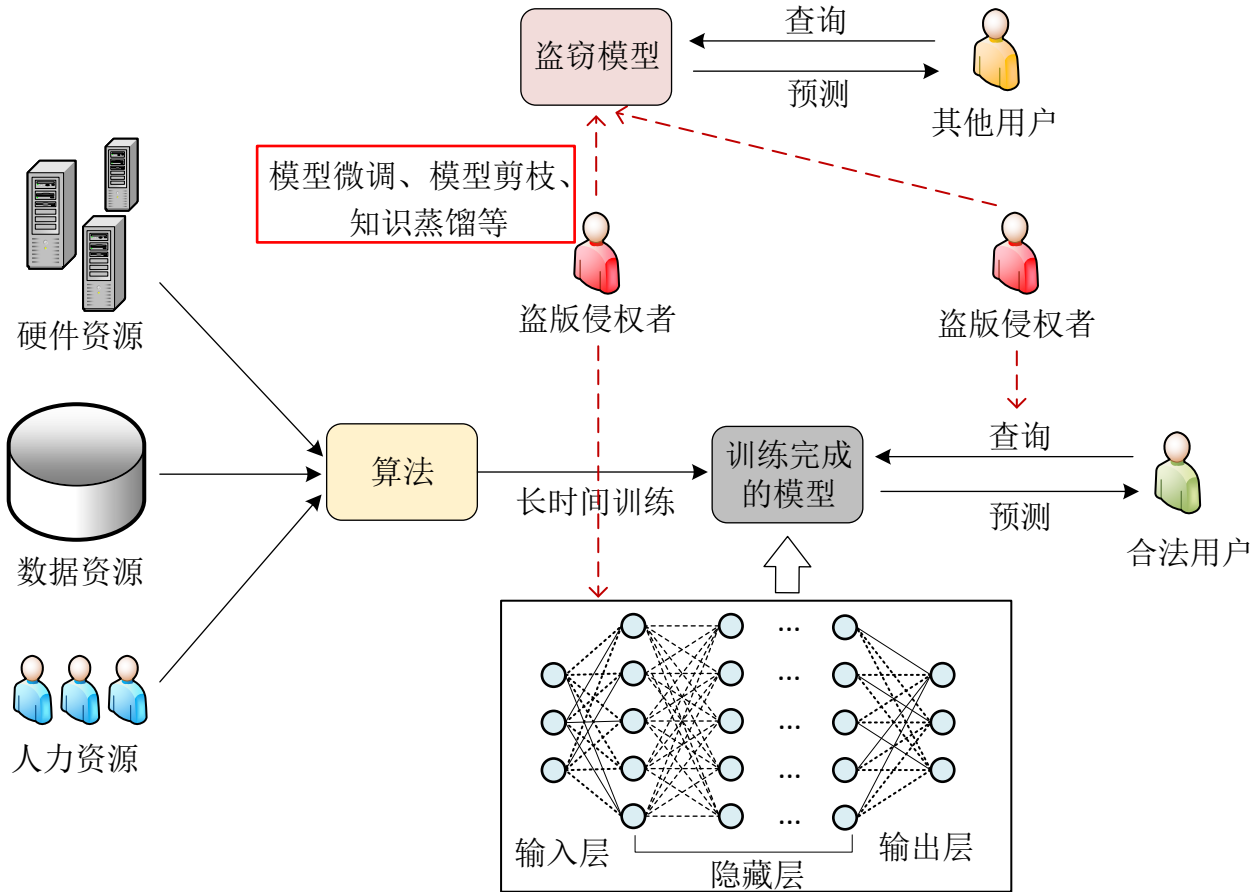 盗窃模型
查询
预测
其他用户
模型微调、模型剪枝、
知识蒸馏等
盗版侵权者
盗版侵权者
硬件资源
数据资源
人力资源
算法
长时间训练
训练完成
的模型
查询
预测
合法用户
...
...
...
...
...
输入层
隐藏层
输出层